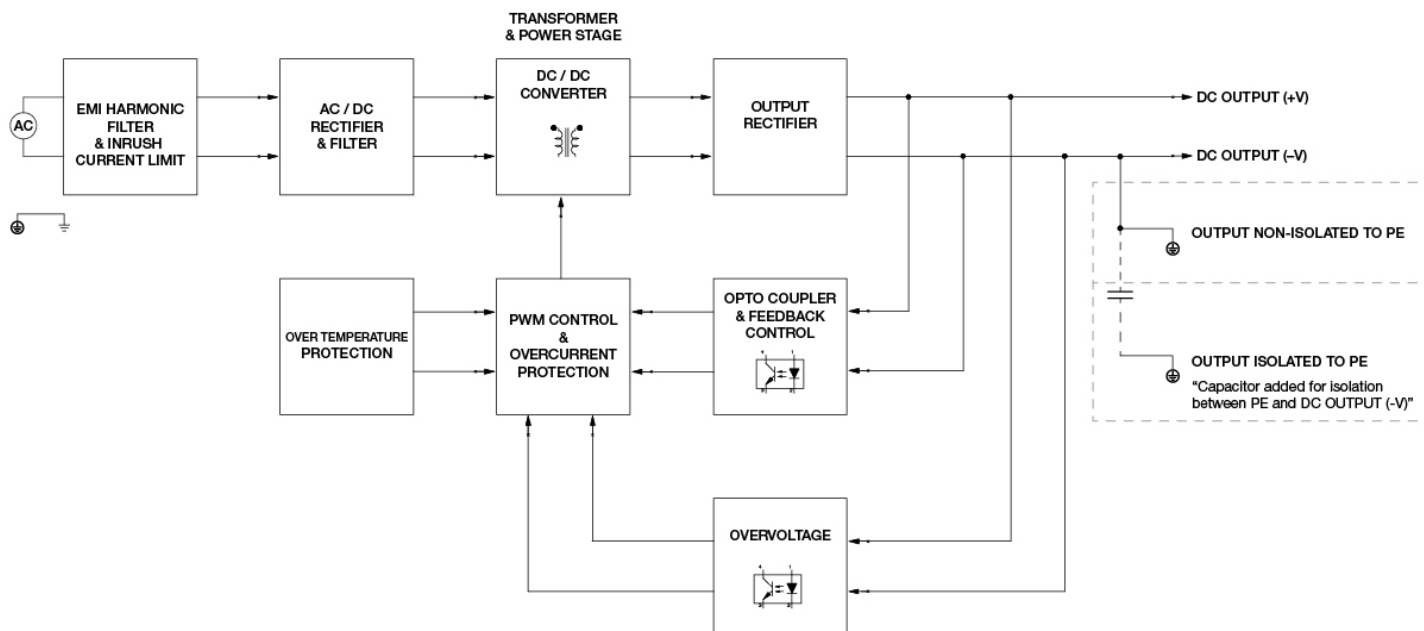 TRANSFORMER
& POWER STAGE
AC
EMI HARMONIC
FILTER
& INRUSH
CURRENT LIMIT
AC / DC
RECTIFIER
& FILTER
DC / DC
CONVERTER
OUTPUT
RECTIFIER
DC OUTPUT (+V)
DC OUTPUT (–V)
OUTPUT NON-ISOLATED TO PE
OVER TEMPERATURE
PROTECTION
PWM CONTROL
&
OVERCURRENT
PROTECTION
OPTO COUPLER
& FEEDBACK
CONTROL
OUTPUT ISOLATED TO PE
“Capacitor added for isolation
between PE and DC OUTPUT (-V)”
OVERVOLTAGE